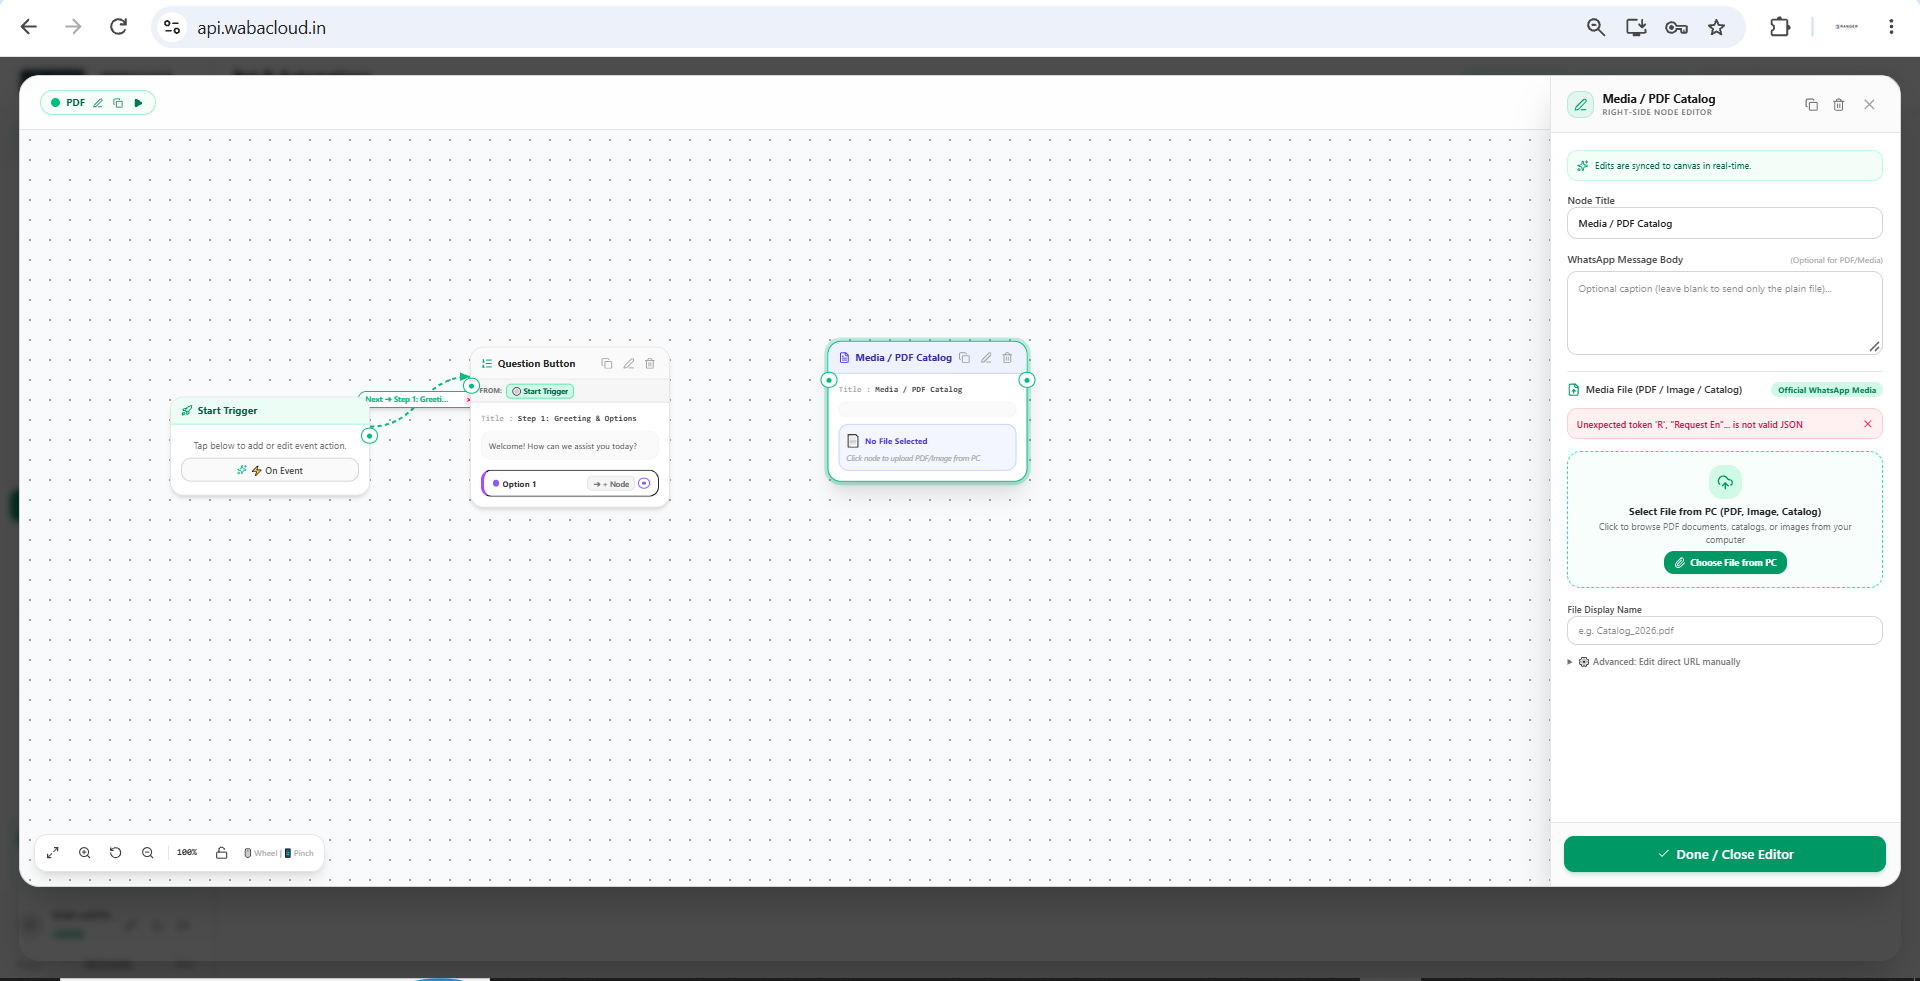 api.wabacloud.in
PDF
Media / PDF Catalog
RIGHT-SIDE NODE EDITOR
Edits are synced to canvas in real-time.
Node Title
Media / PDF Catalog
WhatsApp Message Body
(Optional for PDF/Media)
Optional caption (leave blank to send only the plain file)...
Media File (PDF / Image / Catalog)
Official WhatsApp Media
Unexpected token 'R', "Request En"... is not valid JSON
Select File from PC (PDF, Image, Catalog)
Click to browse PDF documents, catalogs, or images from your
computer
Choose File from PC
File Display Name
e.g. Catalog_2026.pdf
Advanced: Edit direct URL manually
Done / Close Editor
Start Trigger
Tap below to add or edit event action.
On Event
Next → Step 1: Greeti...
Question Button
FROM:
Start Trigger
Title : Step 1: Greeting & Options
Welcome! How can we assist you today?
Option 1
→ + Node
Media / PDF Catalog
Title : Media / PDF Catalog
No File Selected
Click node to upload PDF/Image from PC
100%
Wheel | Pinch